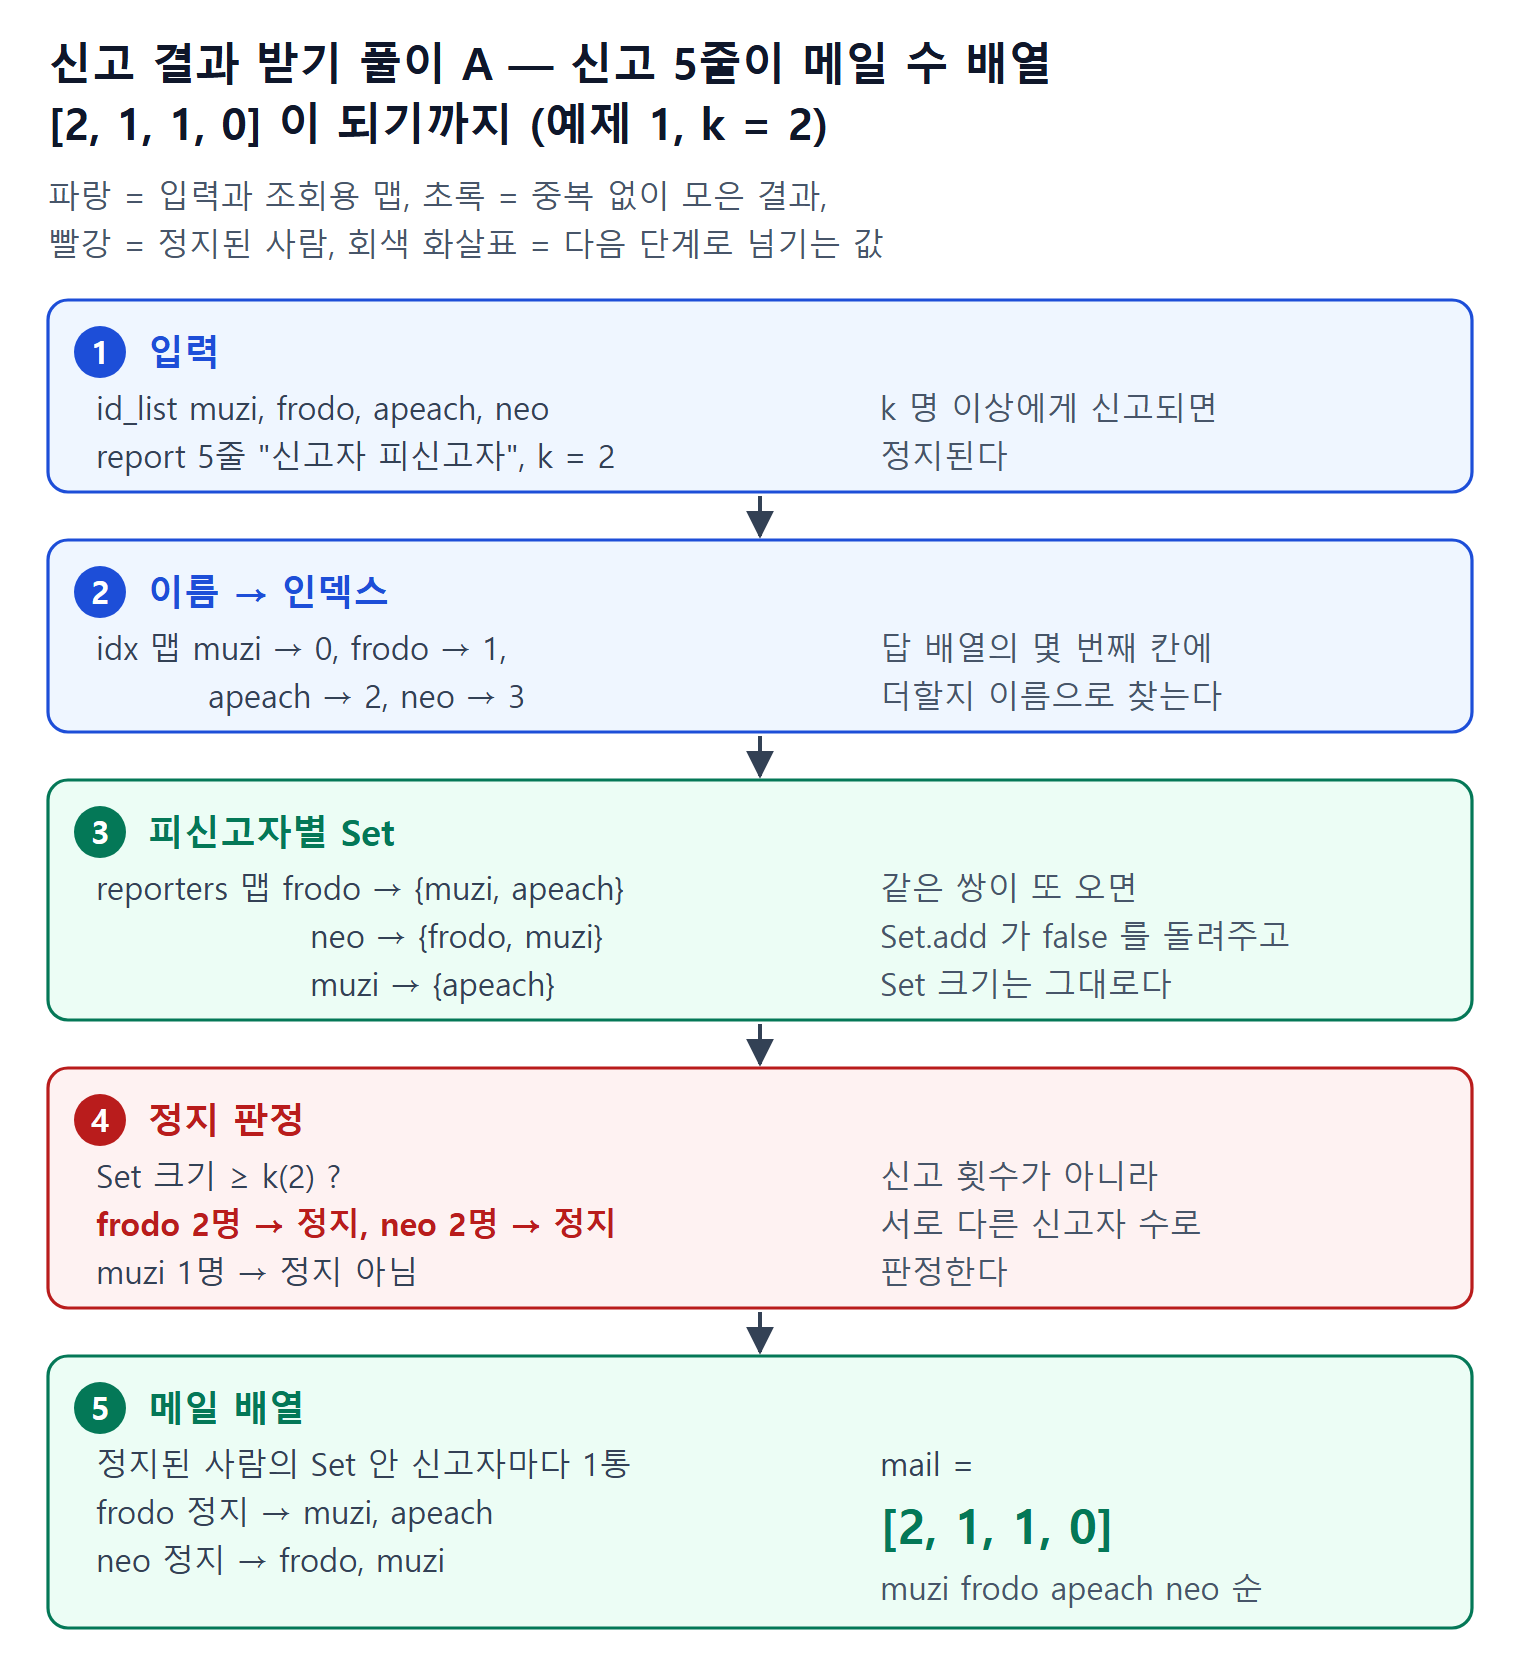 신고 결과 받기 풀이 A — 신고 5줄이 메일 수 배열
[2, 1, 1, 0] 이 되기까지 (예제 1, k = 2)
파랑 = 입력과 조회용 맵, 초록 = 중복 없이 모은 결과,
빨강 = 정지된 사람, 회색 화살표 = 다음 단계로 넘기는 값
1 입력
id_list muzi, frodo, apeach, neo
report 5줄 "신고자 피신고자", k = 2
k 명 이상에게 신고되면
정지된다
2 이름 → 인덱스
idx 맵 muzi → 0, frodo → 1,
apeach → 2, neo → 3
답 배열의 몇 번째 칸에
더할지 이름으로 찾는다
3 피신고자별 Set
reporters 맵 frodo → {muzi, apeach}
neo → {frodo, muzi}
muzi → {apeach}
같은 쌍이 또 오면
Set.add 가 false 를 돌려주고
Set 크기는 그대로다
4 정지 판정
Set 크기 ≥ k(2) ?
frodo 2명 → 정지, neo 2명 → 정지
muzi 1명 → 정지 아님
신고 횟수가 아니라
서로 다른 신고자 수로
판정한다
5 메일 배열
정지된 사람의 Set 안 신고자마다 1통
frodo 정지 → muzi, apeach
neo 정지 → frodo, muzi
mail =
[2, 1, 1, 0]
muzi frodo apeach neo 순